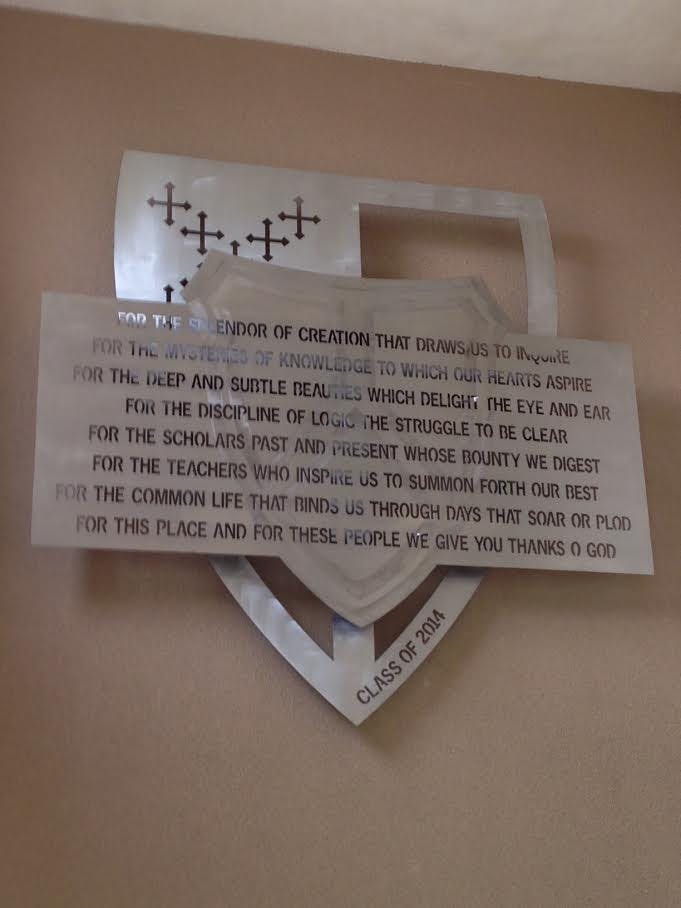 FOR THE SPLENDOR OF CREATION THAT DRAWS US TO INQUIRE
FOR THE MYSTERIES OF KNOWLEDGE TO WHICH OUR HEARTS ASPIRE
FOR THE DEEP AND SUBTLE BEAUTIES WHICH DELIGHT THE EYE AND EAR
FOR THE DISCIPLINE OF LOGIC THE STRUGGLE TO BE CLEAR
FOR THE SCHOLARS PAST AND PRESENT WHOSE BOUNTY WE DIGEST
FOR THE TEACHERS WHO INSPIRE US TO SUMMON FORTH OUR BEST
FOR THE COMMON LIFE THAT BINDS US THROUGH DAYS THAT SOAR OR PLOD
FOR THIS PLACE AND FOR THESE PEOPLE WE GIVE YOU THANKS O GOD
CLASS OF 2014